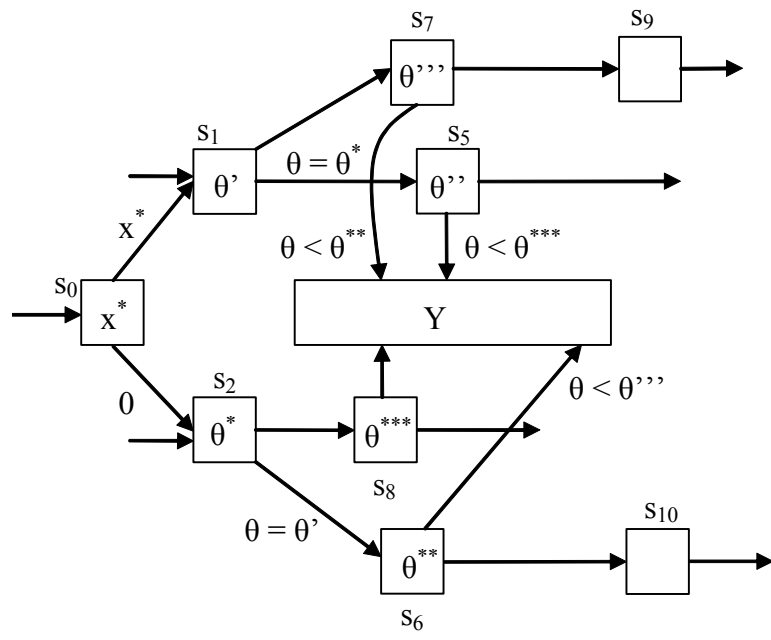 s₇
s₉
θ’’’
s₁
s₅
θ = θ*
θ’
θ’’
x*
θ < θ**
θ < θ***
s₀
x*
Y
s₂
θ < θ’’’
0
θ*
θ***
s₈
s₁₀
θ = θ’
θ**
s₆